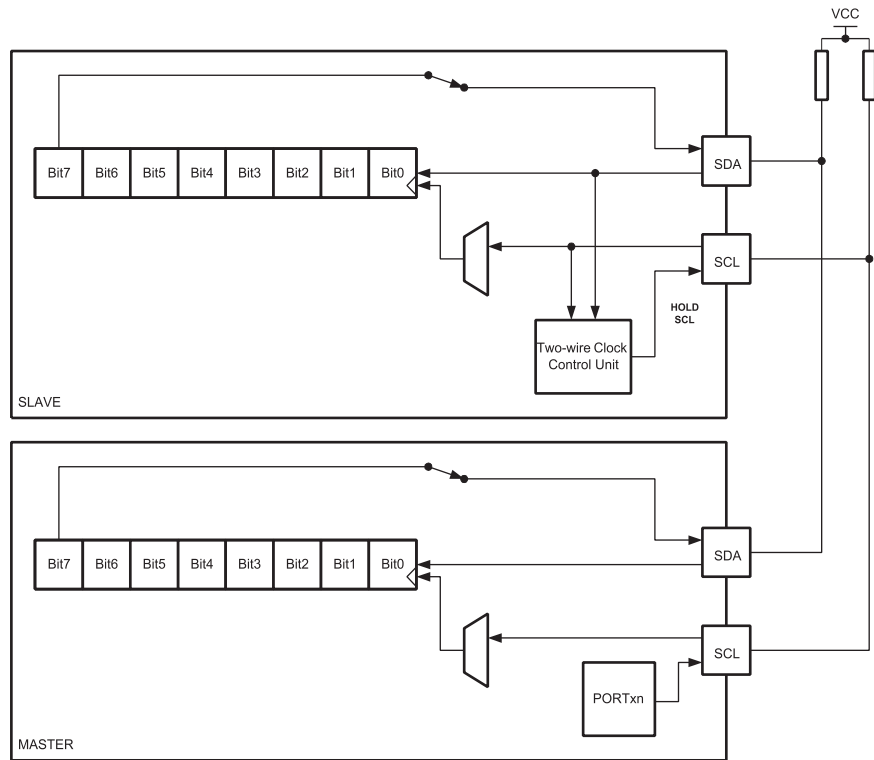 VCC
Bit7 Bit6 Bit5 Bit4 Bit3 Bit2 Bit1 Bit0
SDA
SCL
HOLD
SCL
Two-wire Clock
Control Unit
SLAVE
Bit7 Bit6 Bit5 Bit4 Bit3 Bit2 Bit1 Bit0
SDA
SCL
PORTxn
MASTER